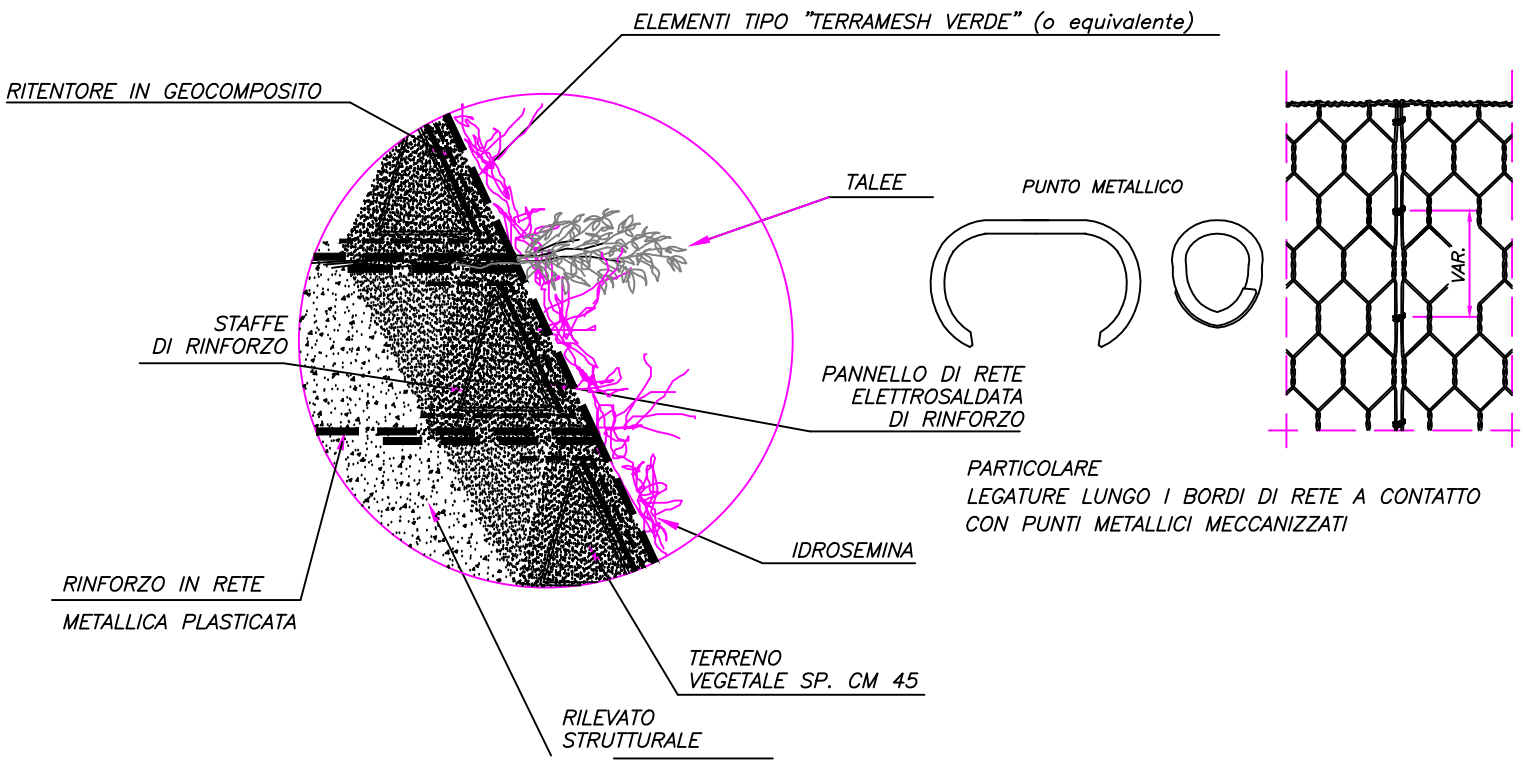 ELEMENTI TIPO "TERRAMESH VERDE" (o equivalente)
RITENTORE IN GEOCOMPOSITO
TALEE
PUNTO METALLICO
VAR.
STAFFE
DI RINFORZO
PANNELLO DI RETE
ELETTROSALDATA
DI RINFORZO
PARTICOLARE
LEGATURE LUNGO I BORDI DI RETE A CONTATTO
CON PUNTI METALLICI MECCANIZZATI
IDROSEMINA
RINFORZO IN RETE
METALLICA PLASTICATA
TERRENO
VEGETALE SP. CM 45
RILEVATO
STRUTTURALE